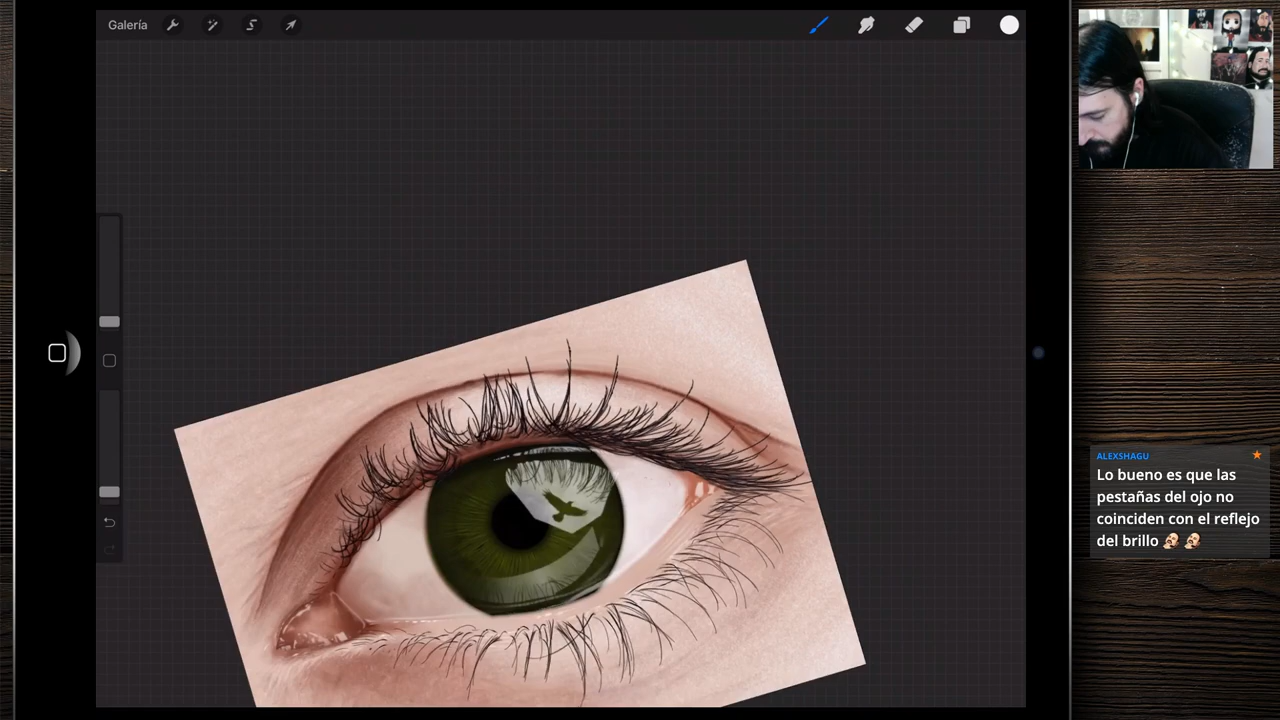 Galería
ALEXSHAGU
Lo bueno es que las
pestañas del ojo no
coinciden con el reflejo
del brillo